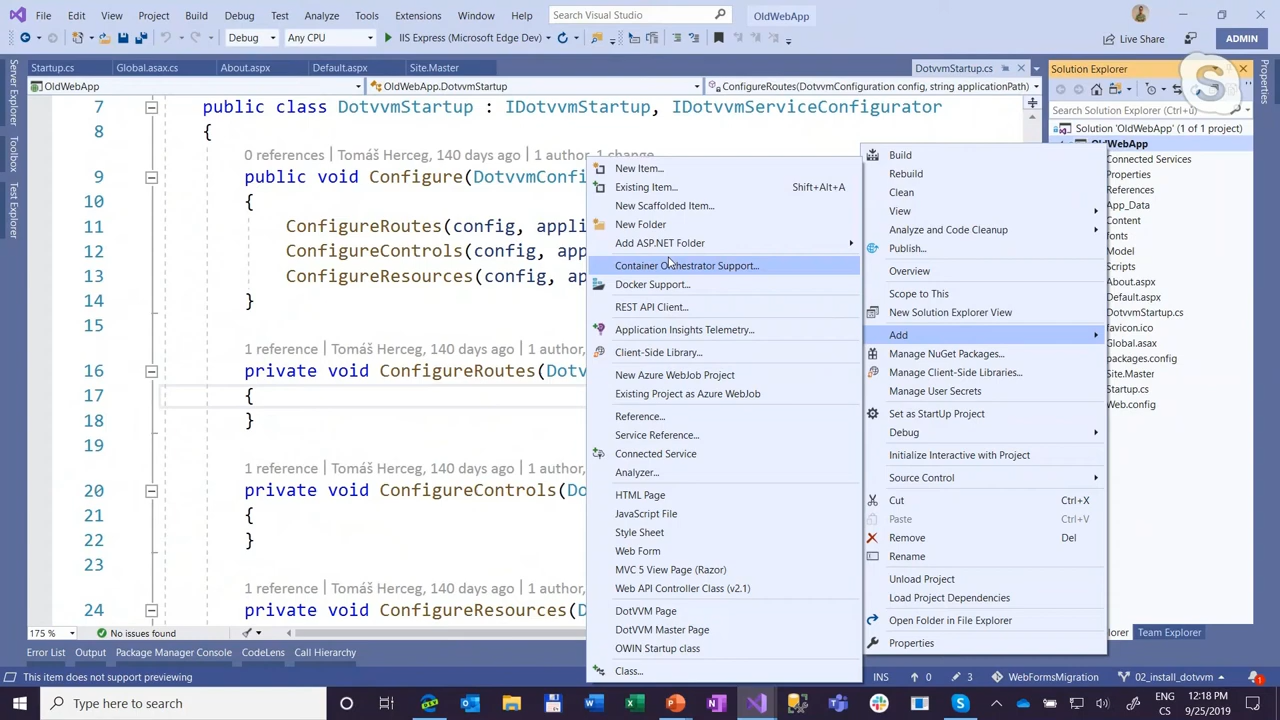 File Edit View Project Build Debug Test Analyze Tools Extensions Window Help Search Visual Studio OldWebApp
Debug Any CPU IIS Express (Microsoft Edge Dev) Live Share ADMIN
Startup.cs Global.asax.cs About.aspx Default.aspx Site.Master DotvvmStartup.cs Solution Explorer
OldWebApp OldWebApp.DotvvmStartup ConfigureRoutes(DotvvmConfiguration config, string applicationPath)
Server Explorer
Toolbox
Test Explorer
Properties
7 public class DotvvmStartup : IDotvvmStartup, IDotvvmServiceConfigurator
8 {
0 references | Tomáš Herceg, 140 days ago | 1 author, 1 change
9 public void Configure(DotvvmConfi
10 {
11 ConfigureRoutes(config, appli
12 ConfigureControls(config, app
13 ConfigureResources(config, ap
14 }
15
1 reference | Tomáš Herceg, 140 days ago | 1 author,
16 private void ConfigureRoutes(Dotv
17 {
18 }
19
1 reference | Tomáš Herceg, 140 days ago | 1 author,
20 private void ConfigureControls(Do
21 {
22 }
23
1 reference | Tomáš Herceg, 140 days ago | 1 author,
24 private void ConfigureResources(D
New Item...
Existing Item... Shift+Alt+A
New Scaffolded Item...
New Folder
Add ASP.NET Folder
Container Orchestrator Support...
Docker Support...
REST API Client...
Application Insights Telemetry...
Client-Side Library...
New Azure WebJob Project
Existing Project as Azure WebJob
Reference...
Service Reference...
Connected Service
Analyzer...
HTML Page
JavaScript File
Style Sheet
Web Form
MVC 5 View Page (Razor)
Web API Controller Class (v2.1)
DotVVM Page
DotVVM Master Page
OWIN Startup class
Class...
Build
Rebuild
Clean
View
Analyze and Code Cleanup
Publish...
Overview
Scope to This
New Solution Explorer View
Add
Manage NuGet Packages...
Manage Client-Side Libraries...
Manage User Secrets
Set as StartUp Project
Debug
Initialize Interactive with Project
Source Control
Cut Ctrl+X
Paste Ctrl+V
Remove Del
Rename
Unload Project
Load Project Dependencies
Open Folder in File Explorer
Properties
Search Solution Explorer
Solution 'OldWebApp' (1 of 1 project)
OldWebApp
Connected Services
Properties
References
App_Data
Content
fonts
Models
Scripts
About.aspx
Default.aspx
DotvvmStartup.cs
favicon.ico
Global.asax
packages.config
Site.Master
Startup.cs
Web.config
lorer Team Explorer
175 % No issues found
Error List Output Package Manager Console CodeLens Call Hierarchy
This item does not support previewing INS 0 3 WebFormsMigration 02_install_dotvvm 1
Type here to search ENG 12:18 PM
CS 9/25/2019